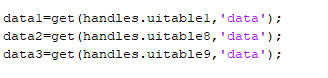 data1=get(handles.uitable1,'data');
data2=get(handles.uitable8,'data');
data3=get(handles.uitable9,'data');